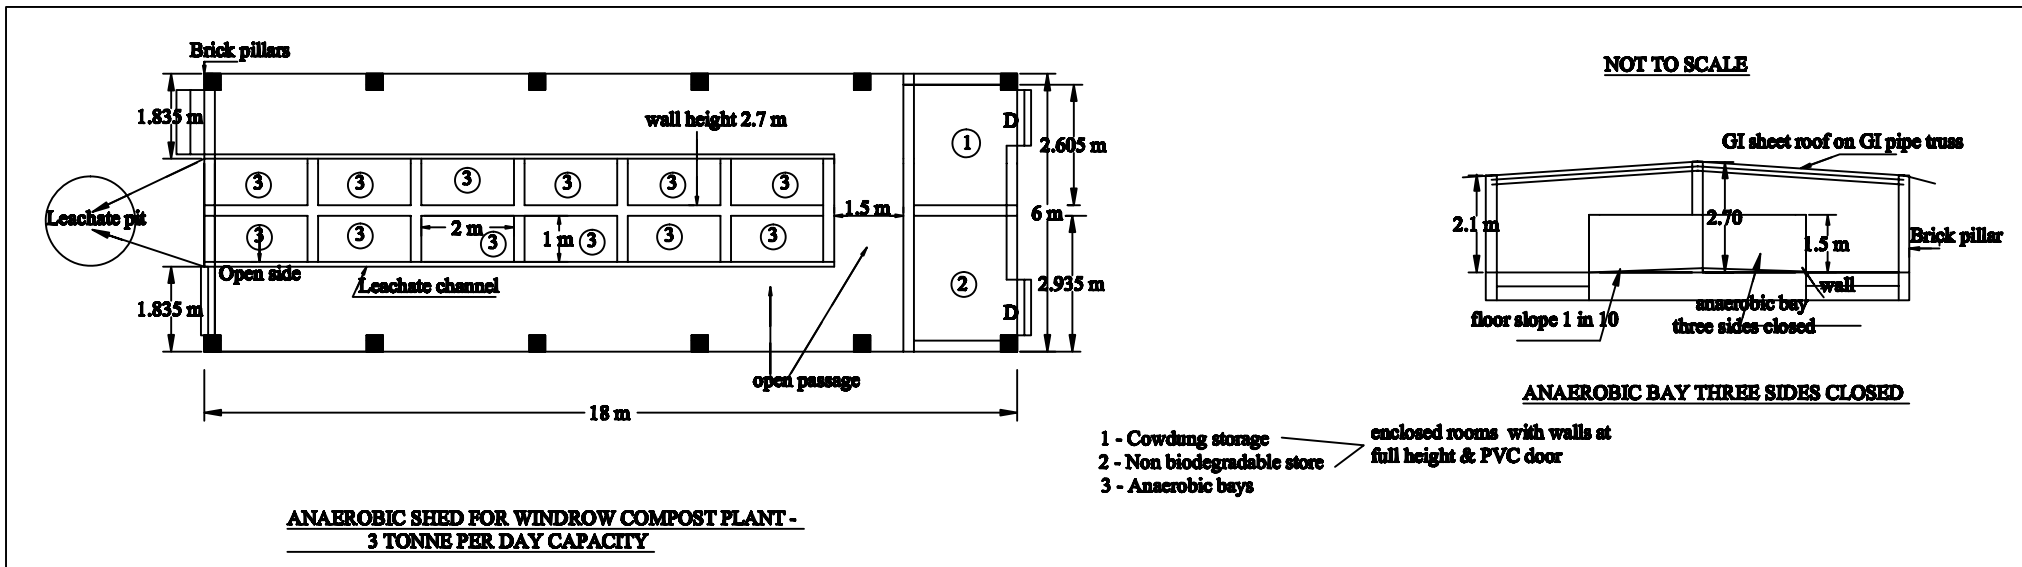 Brick pillars
1.835 m
wall height 2.7 m
D
1
2.605 m
3
3
3
3
3
3
Leachate pit
1.5 m
6 m
2 m
1 m
3
3
3
3
3
3
Open side
Leachate channel
2
2.935 m
1.835 m
D
open passage
18 m
ANAEROBIC SHED FOR WINDROW COMPOST PLANT -
3 TONNE PER DAY CAPACITY
NOT TO SCALE
GI sheet roof on GI pipe truss
2.1 m
2.70
1.5 m
Brick pillar
wall
anaerobic bay
three sides closed
floor slope 1 in 10
ANAEROBIC BAY THREE SIDES CLOSED
1 - Cowdung storage
2 - Non biodegradable store
3 - Anaerobic bays
enclosed rooms with walls at
full height & PVC door